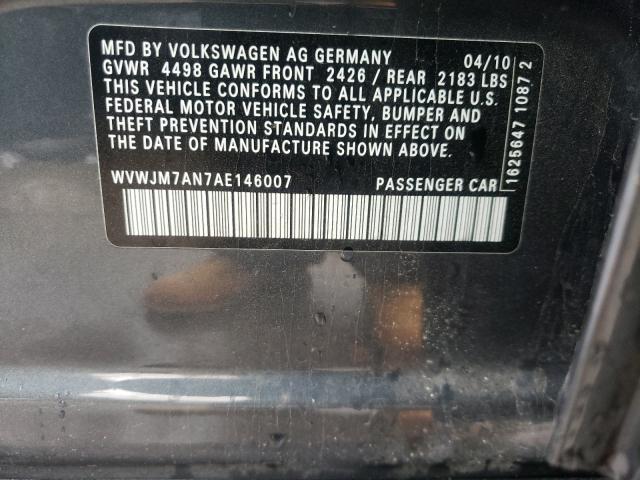 MFD BY VOLKSWAGEN AG GERMANY 04/10
GVWR 4498 GAWR FRONT 2426 / REAR 2183 LBS
THIS VEHICLE CONFORMS TO ALL APPLICABLE U.S.
FEDERAL MOTOR VEHICLE SAFETY, BUMPER AND
THEFT PREVENTION STANDARDS IN EFFECT ON
THE DATE OF MANUFACTURE SHOWN ABOVE.
WVWJM7AN7AE146007 PASSENGER CAR
1625647 1087 2